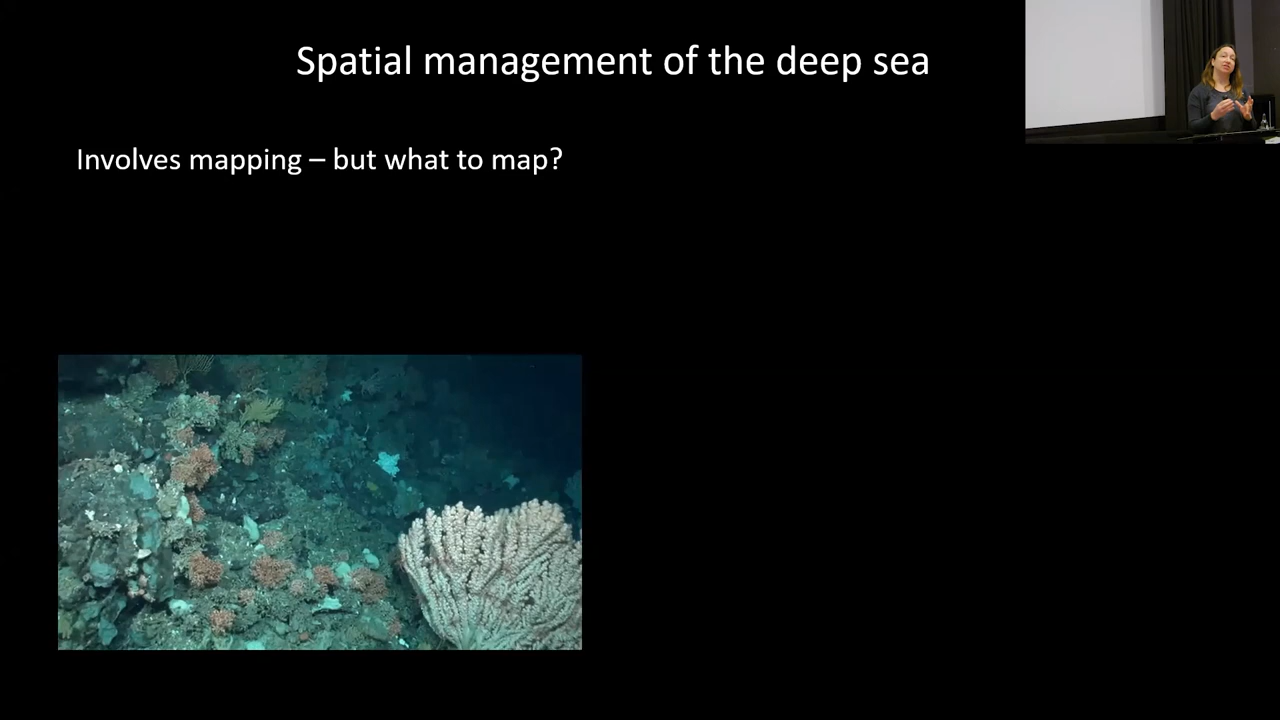 Spatial management of the deep sea
Involves mapping – but what to map?